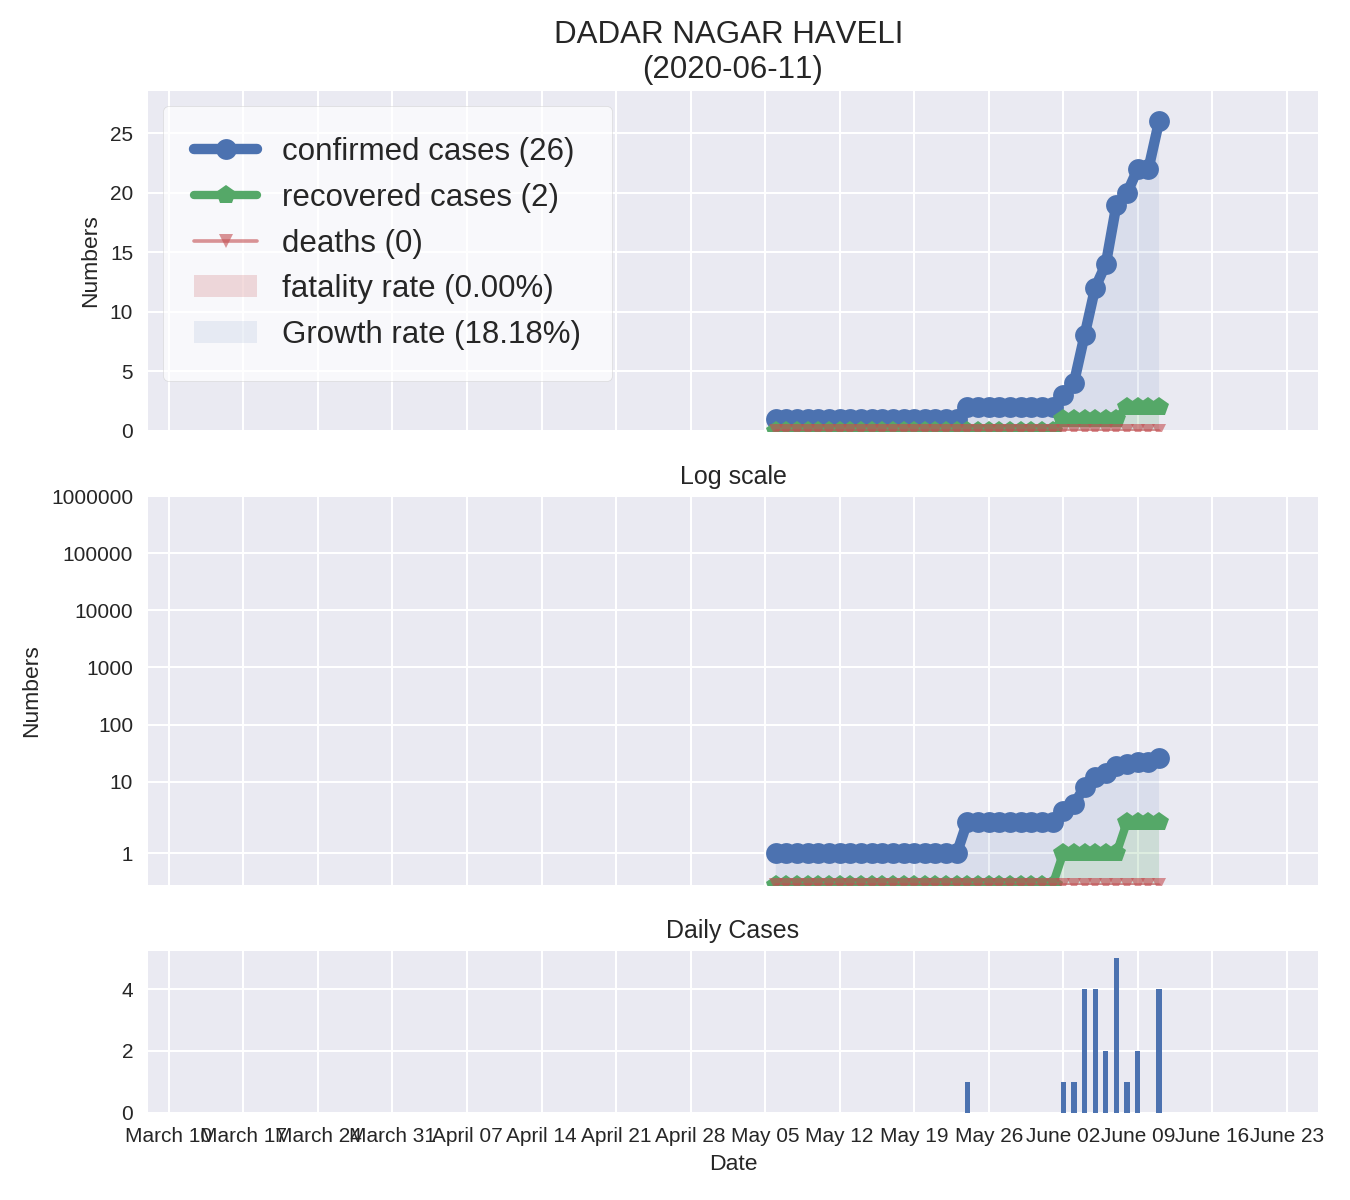 DADAR NAGAR HAVELI
(2020-06-11)
25
20
15
10
5
0
Numbers
confirmed cases (26)
recovered cases (2)
deaths (0)
fatality rate (0.00%)
Growth rate (18.18%)
Log scale
1000000
100000
10000
1000
100
10
1
Numbers
Daily Cases
4
2
0
March 10 March 17 March 24 March 31 April 07 April 14 April 21 April 28 May 05 May 12 May 19 May 26 June 02 June 09 June 16 June 23
Date